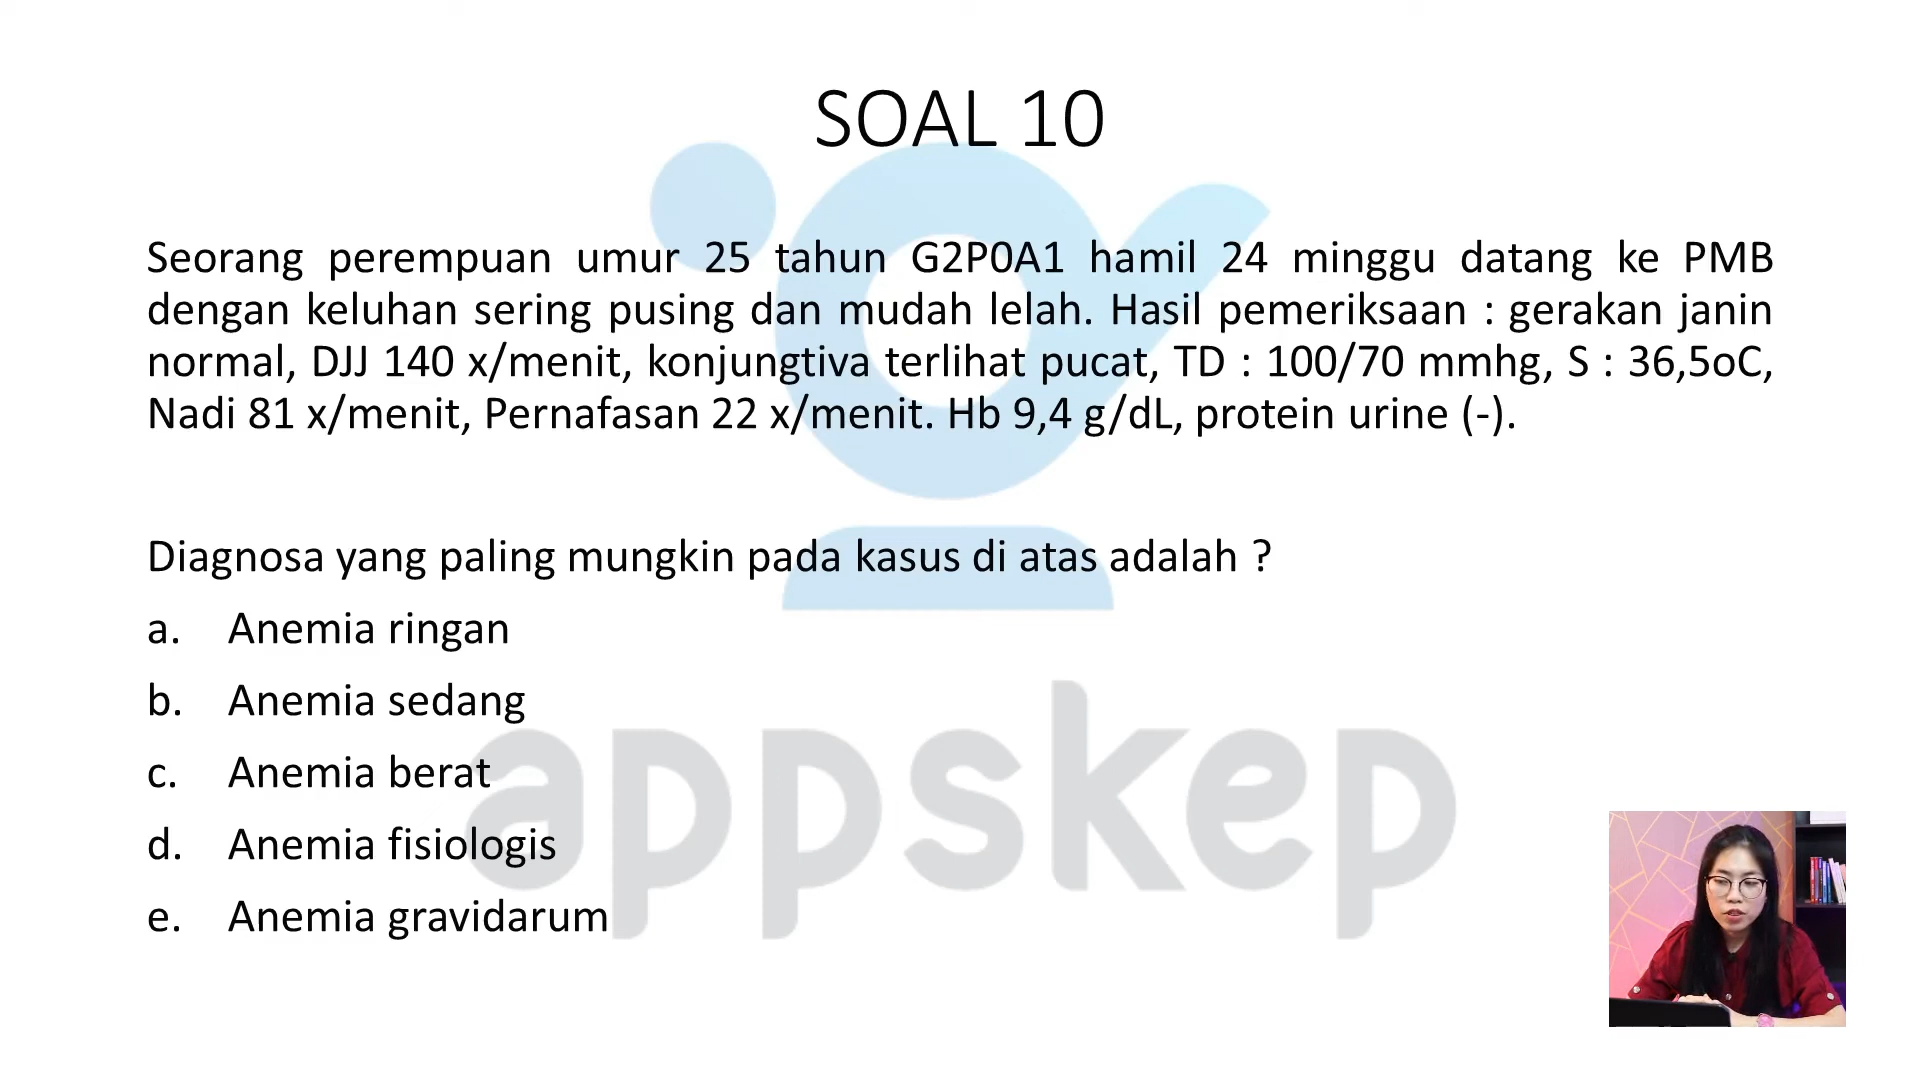 SOAL 10
Seorang perempuan umur 25 tahun G2P0A1 hamil 24 minggu datang ke PMB
dengan keluhan sering pusing dan mudah lelah. Hasil pemeriksaan : gerakan janin
normal, DJJ 140 x/menit, konjungtiva terlihat pucat, TD : 100/70 mmhg, S : 36,5oC,
Nadi 81 x/menit, Pernafasan 22 x/menit. Hb 9,4 g/dL, protein urine (-).
Diagnosa yang paling mungkin pada kasus di atas adalah ?
a. Anemia ringan
b. Anemia sedang
c. Anemia berat
d. Anemia fisiologis
e. Anemia gravidarum
appskep